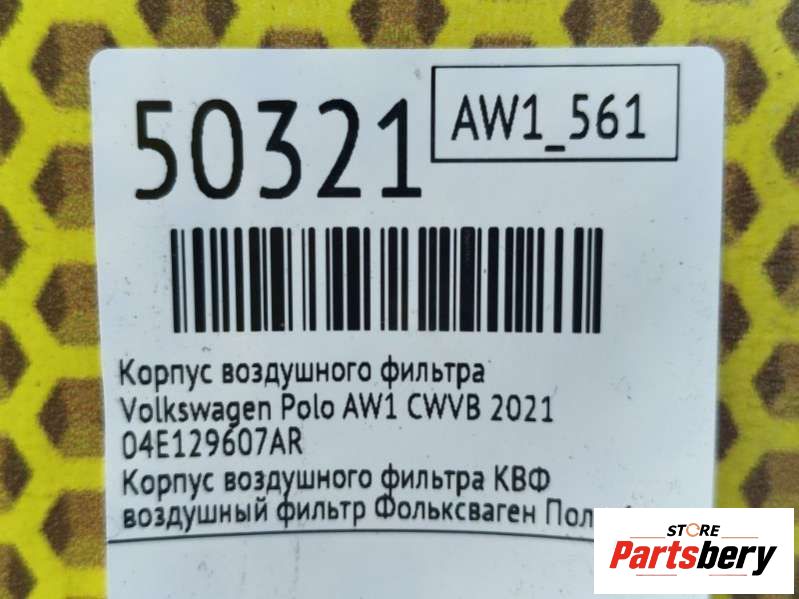 50321
AW1_561
Корпус воздушного фильтра
Volkswagen Polo AW1 CWVB 2021
04E129607AR
Корпус воздушного фильтра КВФ
воздушный фильтр Фольксваген
STORE
Partsbery